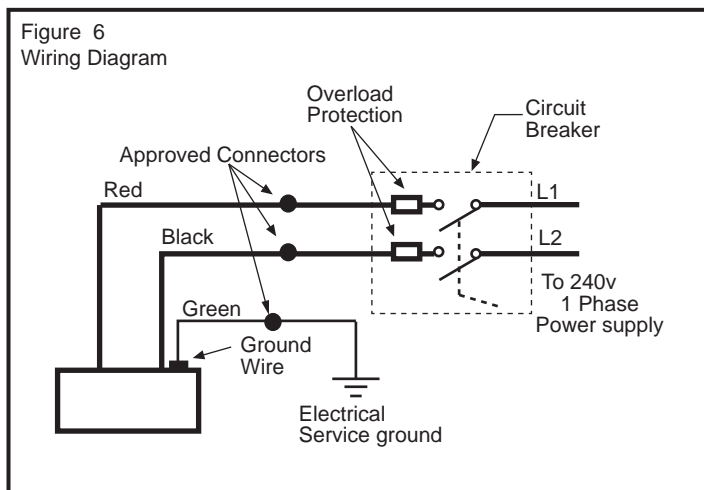 Figure 6
Wiring Diagram
Overload
Protection
Circuit
Breaker
Approved Connectors
Red
L1
Black
L2
To 240v
1 Phase
Power supply
Green
Ground
Wire
Electrical
Service ground